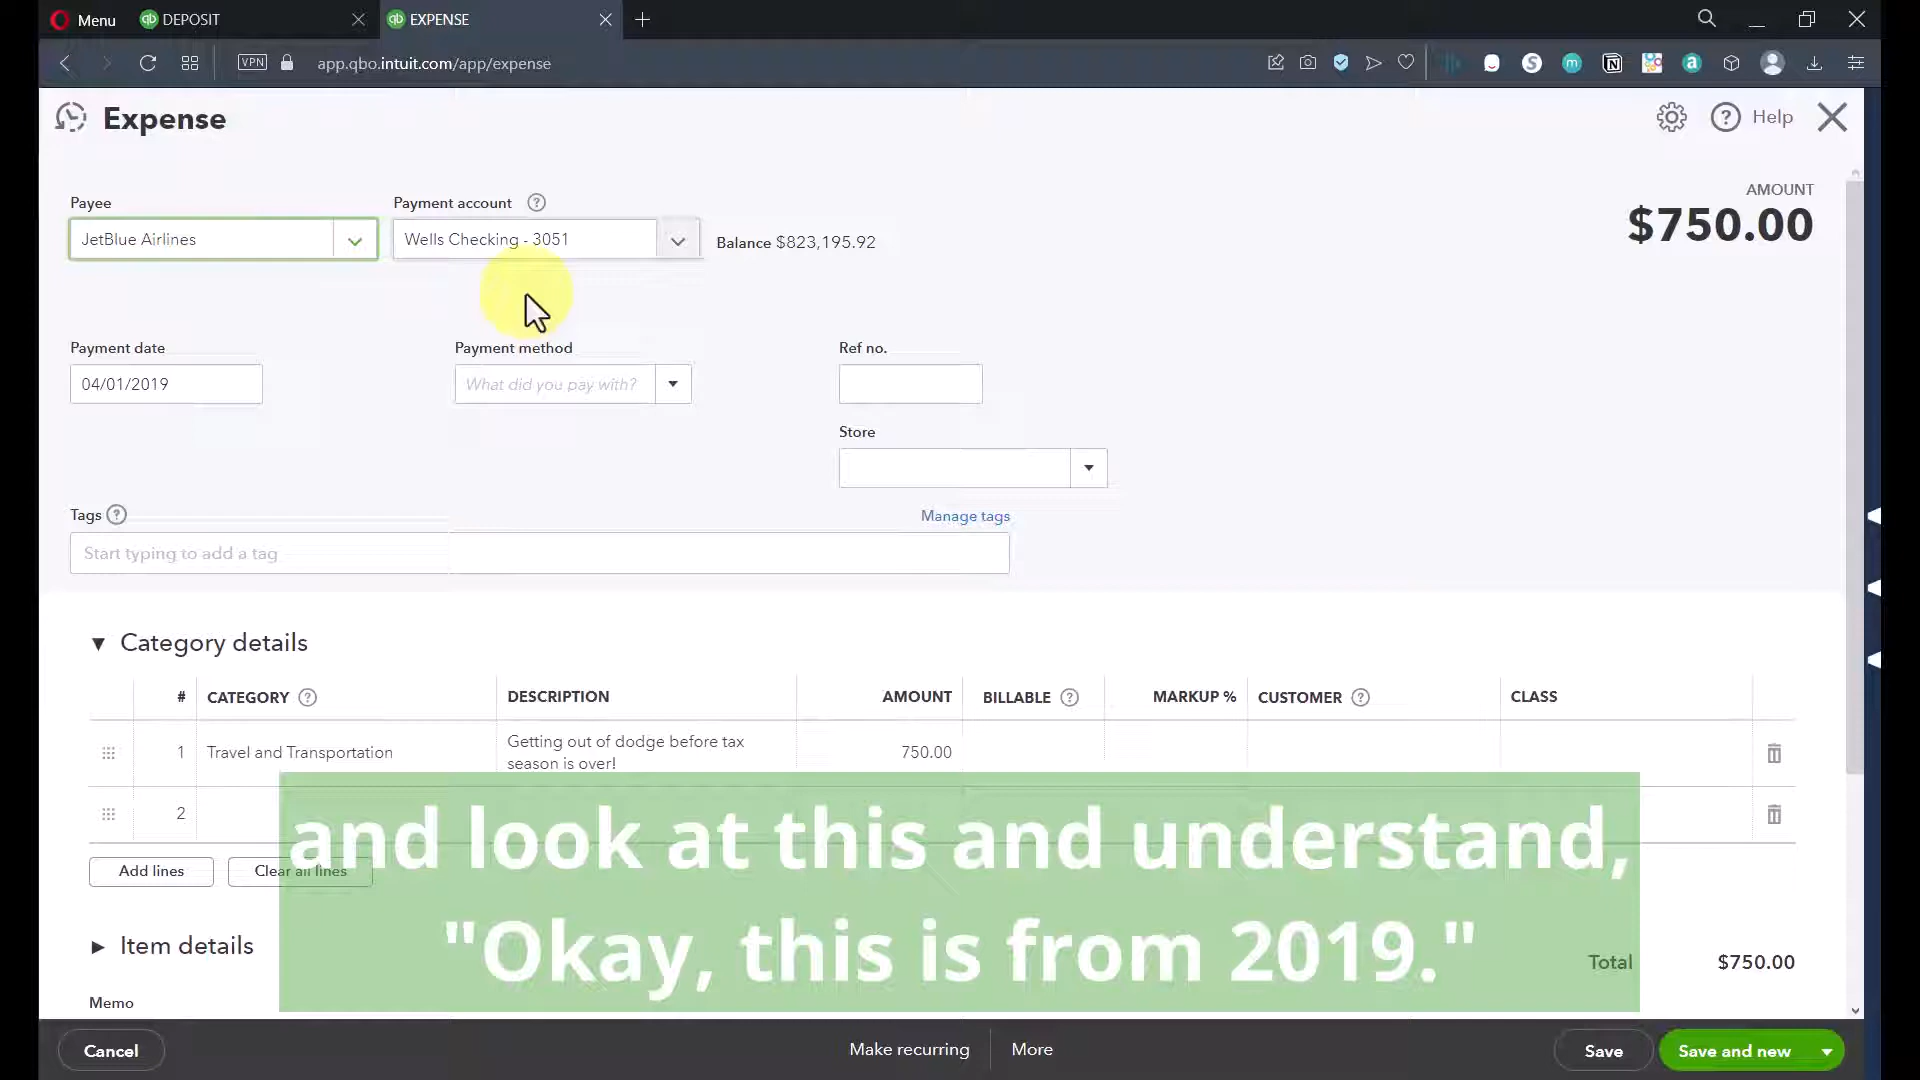 Menu
DEPOSIT
EXPENSE
VPN
app.qbo.intuit.com/app/expense
Expense
Help
Payee
Payment account
AMOUNT
$750.00
JetBlue Airlines
Wells Checking - 3051
Balance $823,195.92
Payment date
Payment method
Ref no.
04/01/2019
What did you pay with?
Store
Tags
Manage tags
Start typing to add a tag
Category details
# CATEGORY DESCRIPTION AMOUNT BILLABLE MARKUP % CUSTOMER CLASS
1 Travel and Transportation Getting out of dodge before tax 750.00
season is over!
2
and look at this and understand,
"Okay, this is from 2019."
Add lines
Clear all lines
Item details
Total $750.00
Memo
Cancel
Make recurring
More
Save
Save and new